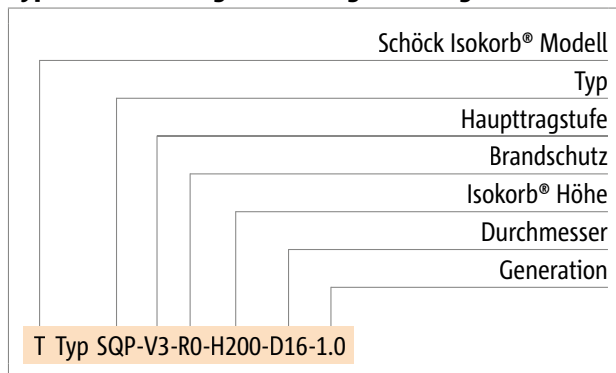 Schöck Isokorb® Modell
Typ
Haupttragstufe
Brandschutz
Isokorb® Höhe
Durchmesser
Generation
T Typ SQP-V3-R0-H200-D16-1.0